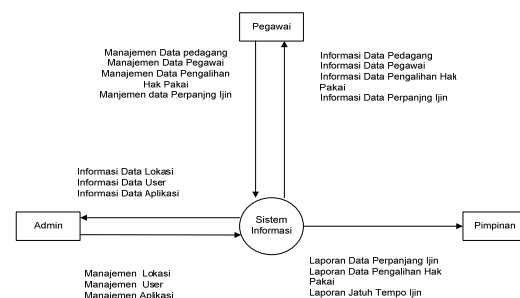 Pegawai
Manajemen Data pedagang
Manajemen Data Pegawai
Manajemen Data Pengalihan
Hak Pakai
Manjemen data Perpanjng Ijin
Informasi Data Pedagang
Informasi Data Pegawai
Informasi Data Pengalihan Hak
Pakai
Informasi Data Perpanjng Ijin
Informasi Data Lokasi
Informasi Data User
Informasi Data Aplikasi
Admin
Sistem
Informasi
Pimpinan
Manajemen Lokasi
Manajemen User
Manajemen Aplikasi
Laporan Data Perpanjang Ijin
Laporan Data Pengalihan Hak
Pakai
Laporan Jatuh Tempo Ijin